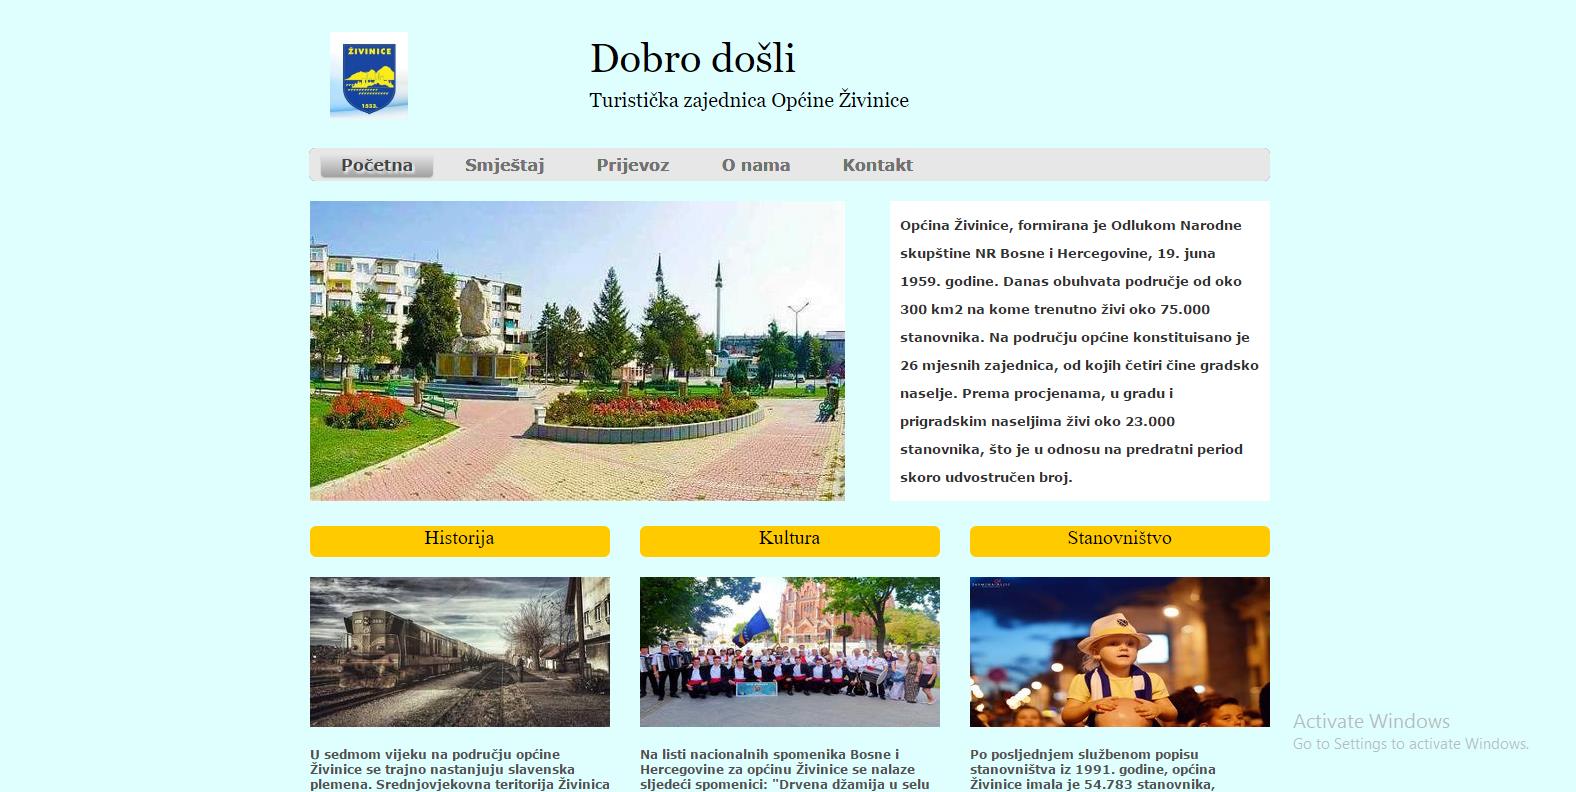 ŽIVINICE
1533.
Dobro došli
Turistička zajednica Općine Živinice
Početna Smještaj Prijevoz O nama Kontakt
Općina Živinice, formirana je Odlukom Narodne
skupštine NR Bosne i Hercegovine, 19. juna
1959. godine. Danas obuhvata područje od oko
300 km2 na kome trenutno živi oko 75.000
stanovnika. Na području općine konstituisano je
26 mjesnih zajednica, od kojih četiri čine gradsko
naselje. Prema procjenama, u gradu i
prigradskim naseljima živi oko 23.000
stanovnika, što je u odnosu na predratni period
skoro udvostručen broj.
Historija
U sedmom vijeku na području općine
Živinice se trajno nastanjuju slavenska
plemena. Srednjovjekovna teritorija Živinica
Kultura
Na listi nacionalnih spomenika Bosne i
Hercegovine za općinu Živinice se nalaze
sljedeći spomenici: "Drvena džamija u selu
Stanovništvo
Po posljednjem službenom popisu
stanovništva iz 1991. godine, općina
Živinice imala je 54.783 stanovnika,
Activate Windows
Go to Settings to activate Windows.